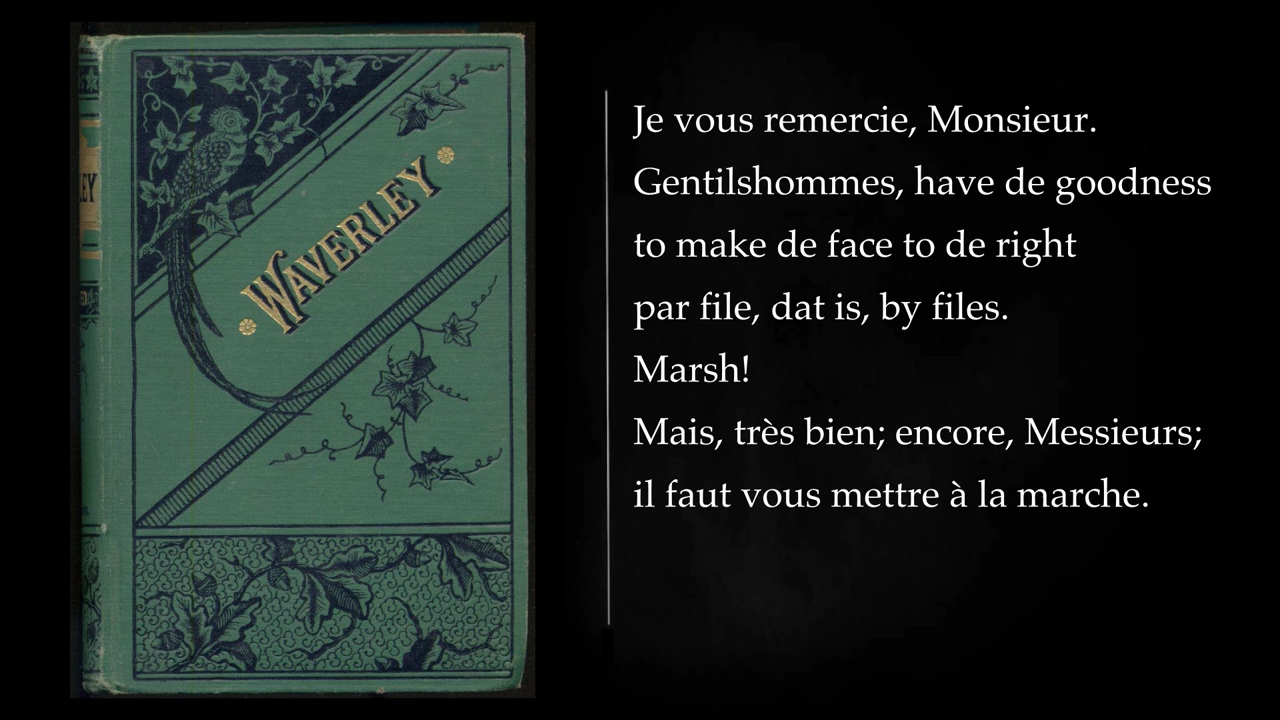 WAVERLEY
EY
Je vous remercie, Monsieur.
Gentilshommes, have de goodness
to make de face to de right
par file, dat is, by files.
Marsh!
Mais, très bien; encore, Messieurs;
il faut vous mettre à la marche.